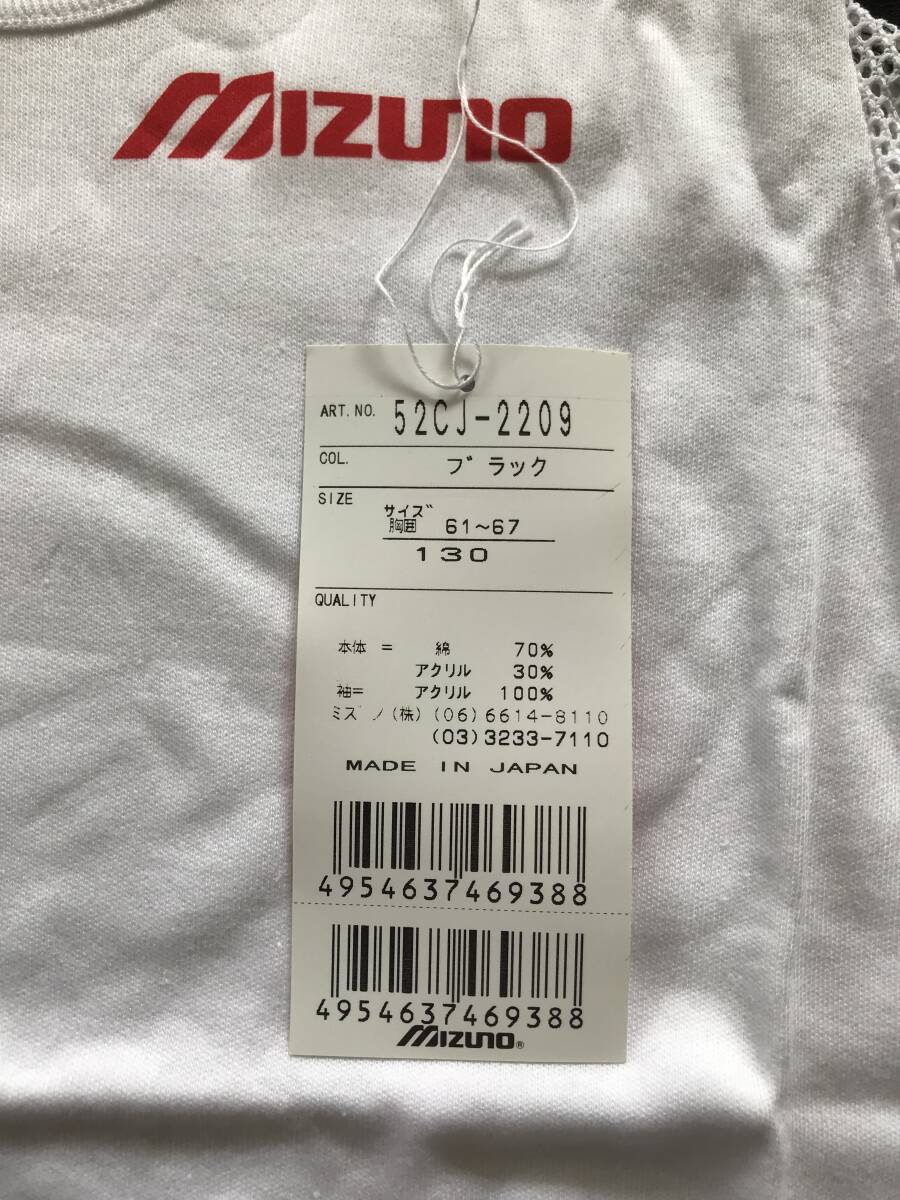 MIZUNO
ART. NO. 52CJ-2209
COL. ブラック
SIZE
サイズ
胸囲 61~67
130
QUALITY
本体 = 綿 70%
アクリル 30%
袖= アクリル 100%
ミズノ(株) (06)6614-8110
(03)3233-7110
MADE IN JAPAN
4954637469388
4954637469388
MIZUNO®